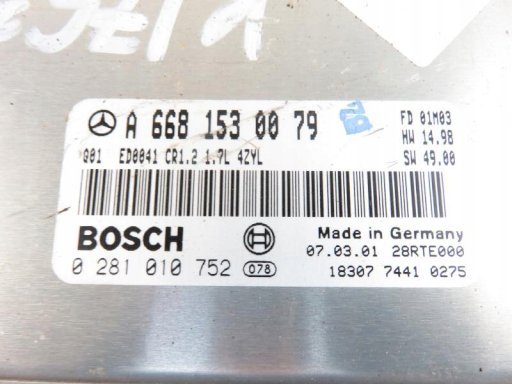 A 668 153 00 79
FD 01M03
HW 14.98
G01 ED0041 CR1.2 1.7L 4ZYL
SW 49.00
BOSCH
Made in Germany
0 281 010 752 078
07.03.01 28RTE000
18307 7441 0275